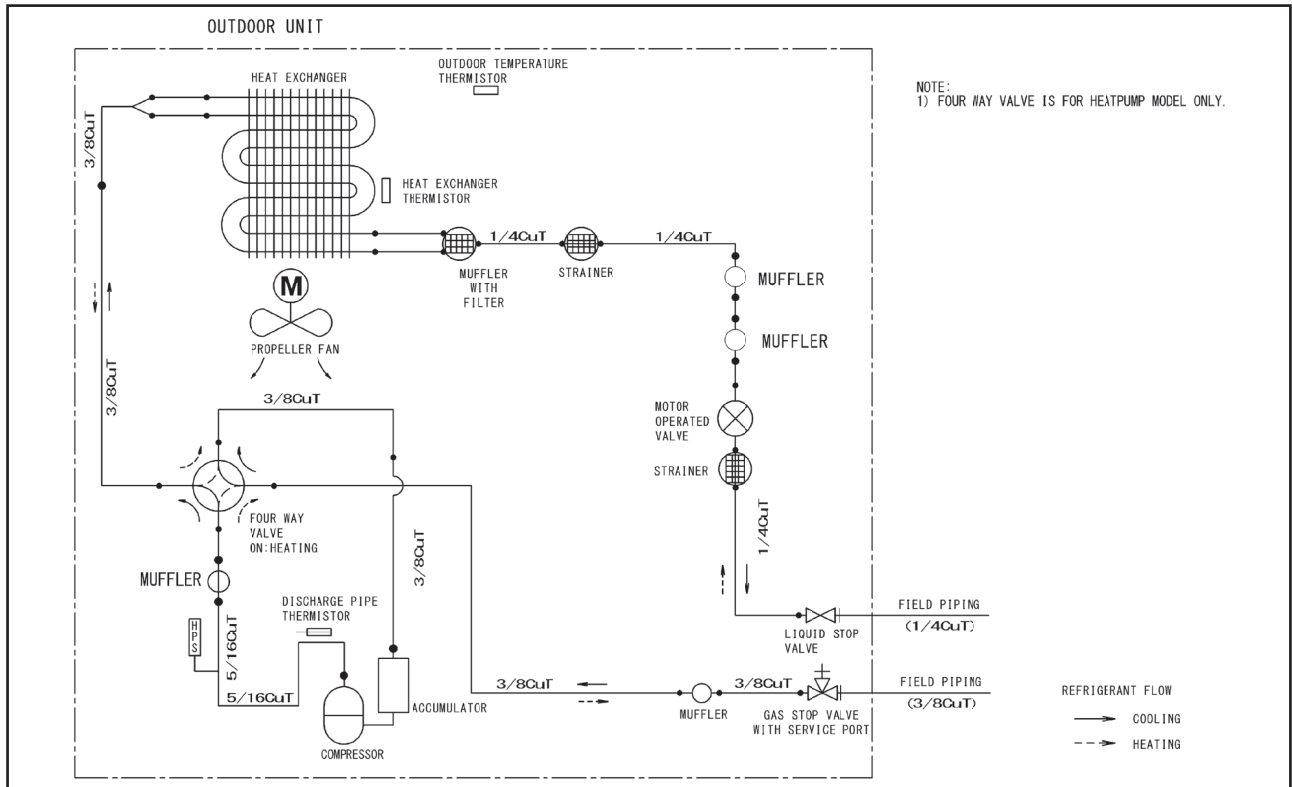 OUTDOOR UNIT
HEAT EXCHANGER
OUTDOOR TEMPERATURE
THERMISTOR
NOTE:
1) FOUR WAY VALVE IS FOR HEATPUMP MODEL ONLY.
3/8CuT
HEAT EXCHANGER
THERMISTOR
1/4CuT
1/4CuT
MUFFLER
WITH
FILTER
STRAINER
MUFFLER
M
MUFFLER
PROPELLER FAN
3/8CuT
3/8CuT
MOTOR
OPERATED
VALVE
STRAINER
FOUR WAY
VALVE
ON:HEATING
1/4CuT
3/8CuT
MUFFLER
DISCHARGE PIPE
THERMISTOR
HPS
5/16CuT
FIELD PIPING
(1/4CuT)
LIQUID STOP
VALVE
5/16CuT
3/8CuT
3/8CuT
FIELD PIPING
(3/8CuT)
ACCUMULATOR
MUFFLER
GAS STOP VALVE
WITH SERVICE PORT
COMPRESSOR
REFRIGERANT FLOW
COOLING
HEATING